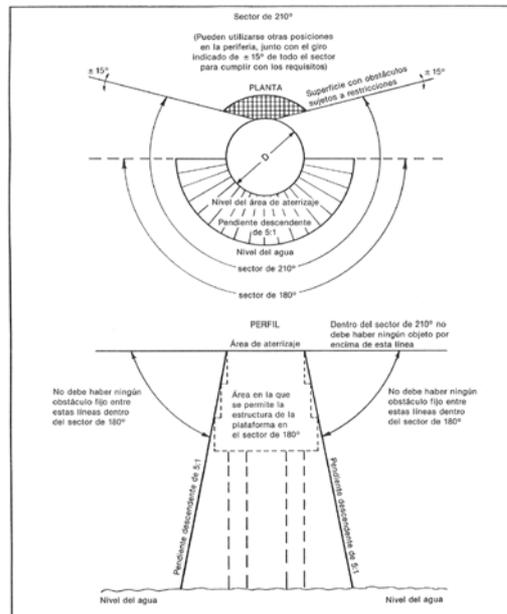 Sector de 210º
(Pueden utilizarse otras posiciones
en la periferia, junto con el giro
indicado de ± 15º de todo el sector
para cumplir con los requisitos)
± 15º
± 15º
PLANTA
Superficie con obstáculos
sujetos a restricciones
D
Nivel del área de aterrizaje
Pendiente descendente
de 5:1
Nivel del agua
sector de 210º
sector de 180º
PERFIL
Área de aterrizaje
Dentro del sector de 210º no
debe haber ningún objeto por
encima de esta línea
No debe haber ningún
obstáculo fijo entre
estas líneas dentro
del sector de 180º
Área en la que
se permite la
estructura de la
plataforma en
el sector de 180º
No debe haber ningún
obstáculo fijo entre
estas líneas dentro
del sector de 180º
Pendiente descendente de 5:1
Pendiente descendente de 5:1
Nivel del agua
Nivel del agua